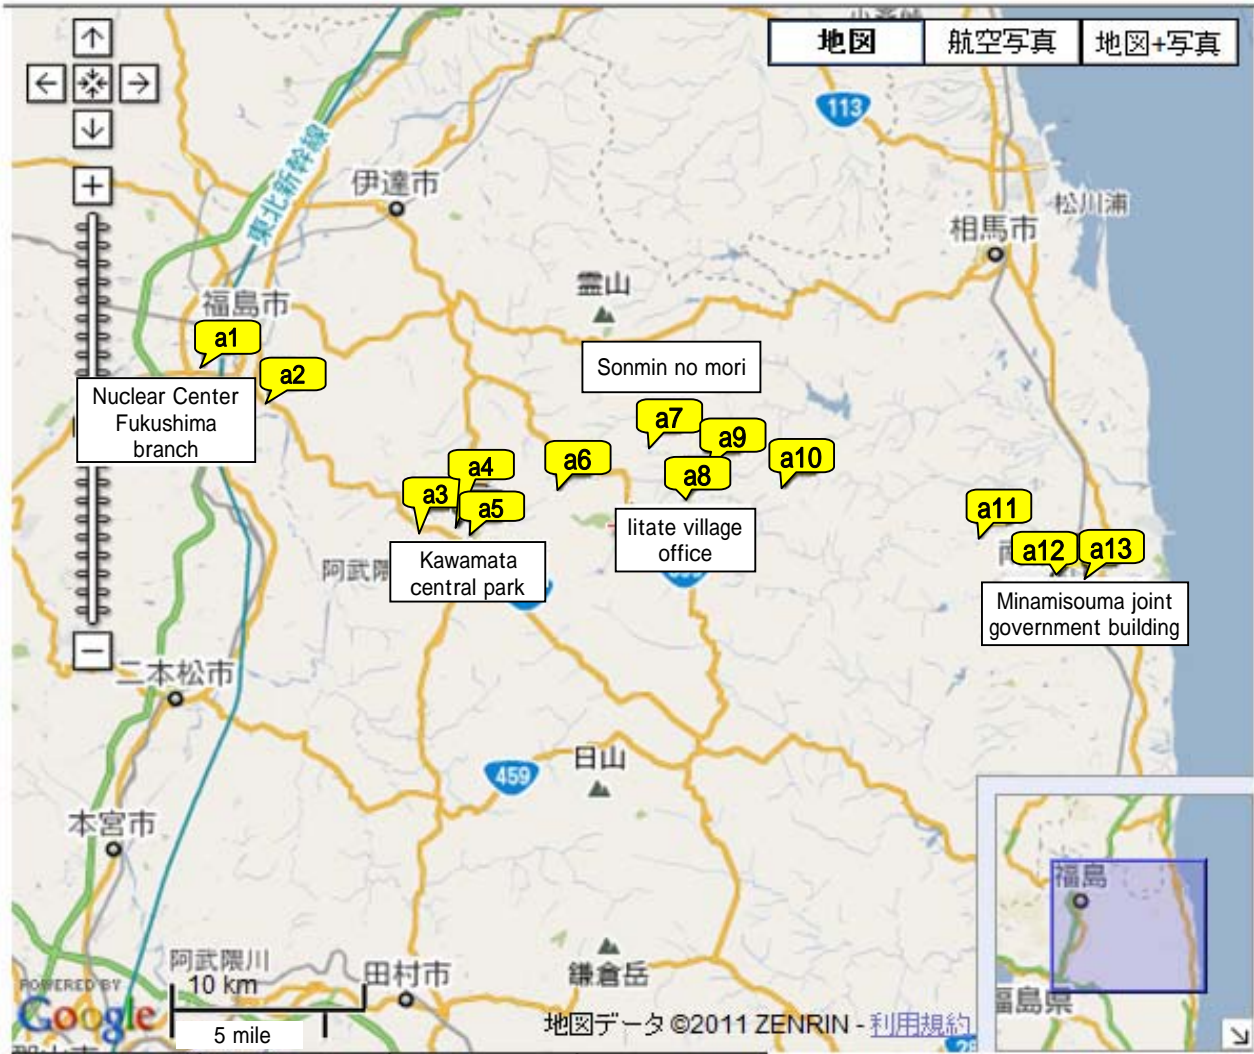 地図
航空写真
地図+写真
113
東北新幹線
伊達市
松川浦
相馬市
霊山
福島市
a1
a2
Nuclear Center
Fukushima
branch
Sonmin no mori
a7
a9
a10
a8
a6
a4
a3
a5
a11
a12
a13
Iitate village
office
Kawamata
central park
阿武隈
Minamisouma joint
government building
二本松市
日山
459
本宮市
福島
福島県
阿武隈川
田村市
鎌倉岳
10 km
5 mile
POWERED BY
Google
地図データ ©2011 ZENRIN - 利用規約